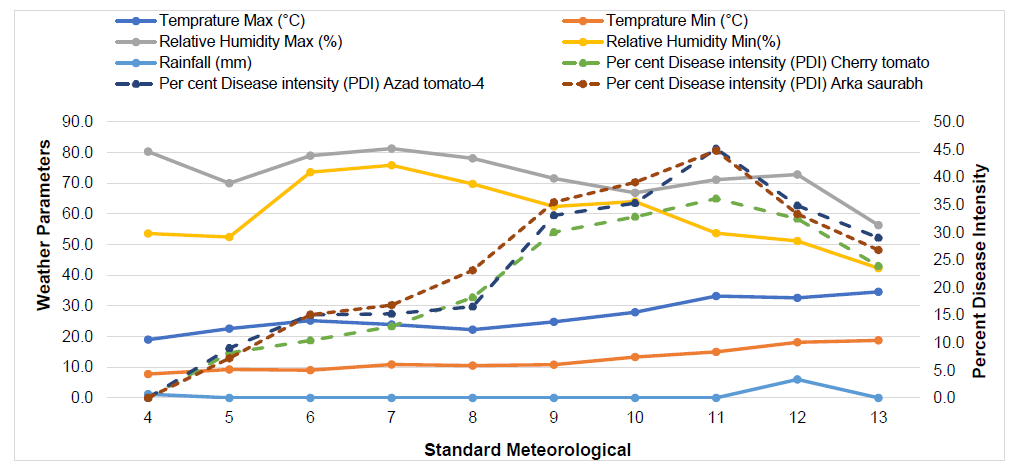 Temprature Max (°C) Temprature Min (°C)
Relative Humidity Max (%) Relative Humidity Min(%)
Rainfall (mm) Per cent Disease intensity (PDI) Cherry tomato
Per cent Disease intensity (PDI) Azad tomato-4 Per cent Disease intensity (PDI) Arka saurabh
90.0 50.0
80.0 45.0
70.0 40.0
60.0 35.0
50.0 30.0
40.0 25.0
30.0 20.0
20.0 15.0
10.0 10.0
0.0 5.0
0.0
Weather Parameters
Percent Disease Intensity
4 5 6 7 8 9 10 11 12 13
Standard Meteorological